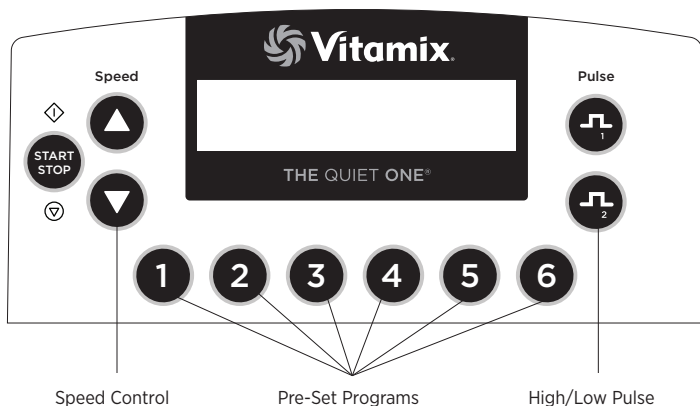 Vitamix®
Speed
Pulse
START
STOP
1
THE QUIET ONE®
2
1 2 3 4 5 6
Speed Control
Pre-Set Programs
High/Low Pulse